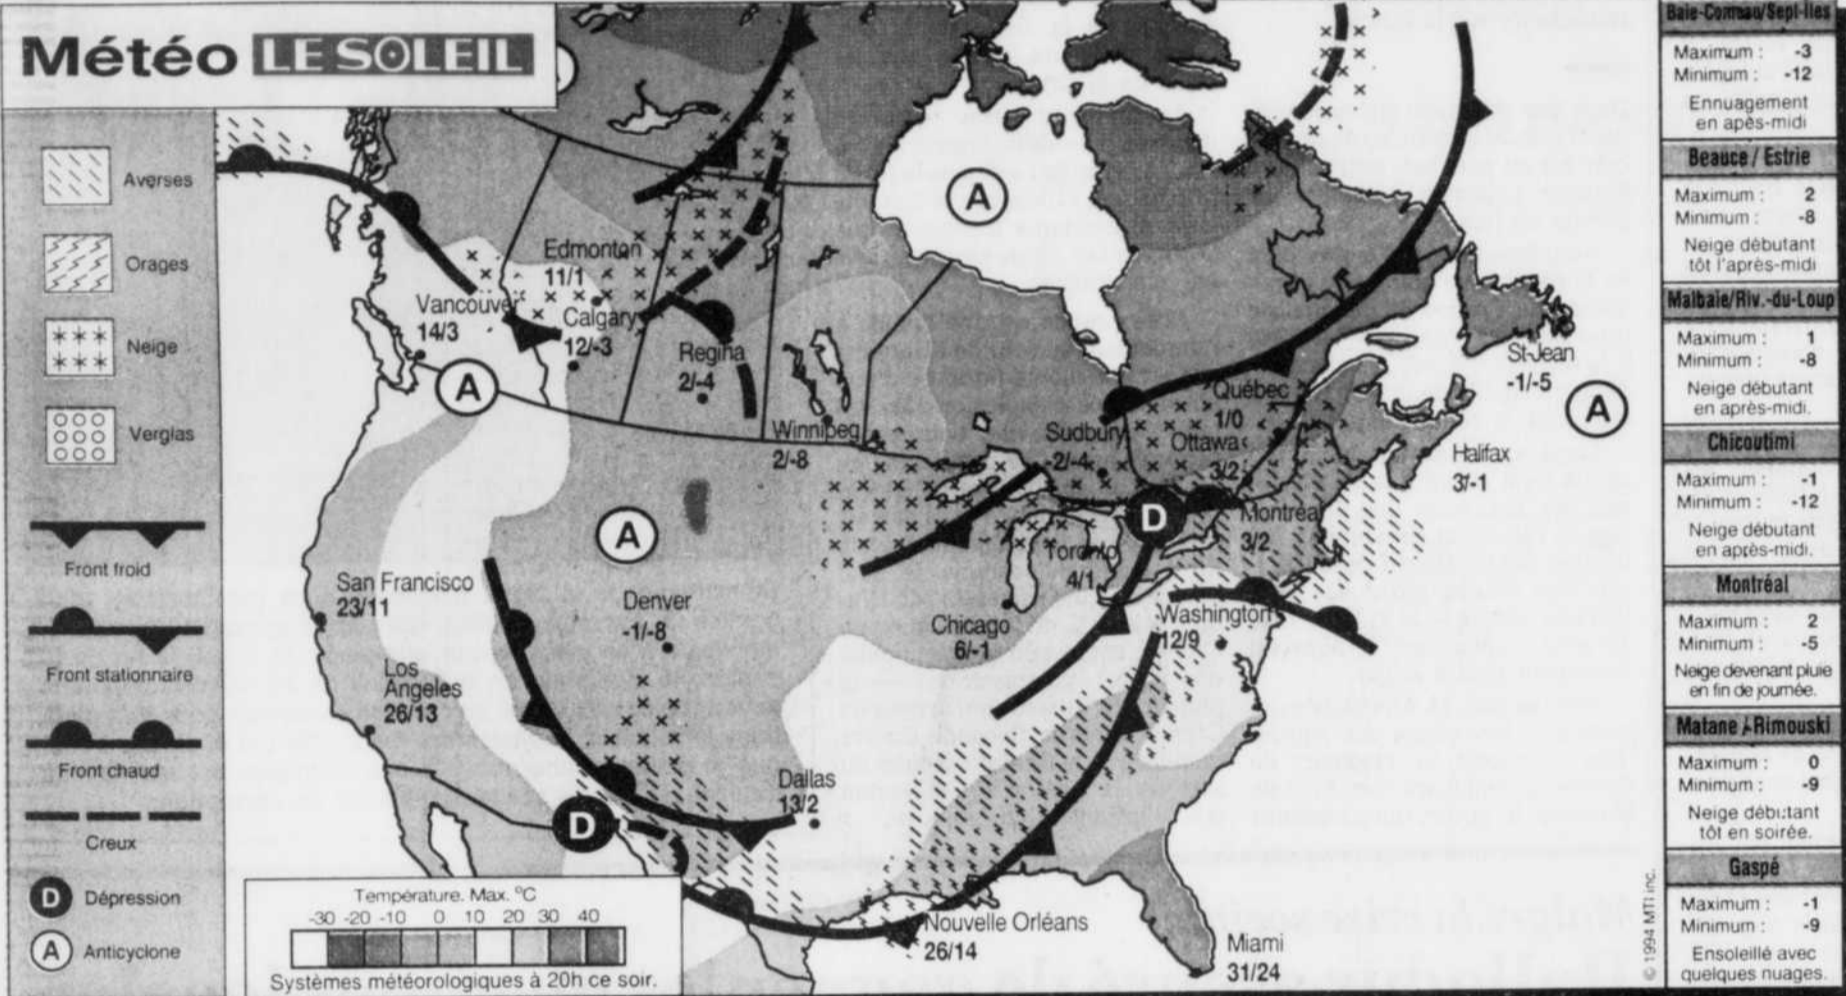 Météo LE SOLEIL
Averses
Orages
Neige
Verglas
Front froid
Front stationnaire
Front chaud
Creux
D Dépression
A Anticyclone
A
A
A
A
A
D
D
Edmonton
11/1
Vancouver
14/3
Calgary
12/-3
Regina
2/-4
Winnipeg
2/-8
Sudbury
2/-4
Québec
1/0
Ottawa
3/2
Montréal
3/2
Toronto
4/1
St-Jean
-1/-5
Halifax
3/-1
San Francisco
23/11
Denver
-1/-8
Chicago
6/-1
Washington
12/9
Los
Angeles
26/13
Dallas
13/2
Nouvelle Orléans
26/14
Miami
31/24
Température. Max. °C
-30 -20 -10 0 10 20 30 40
Systèmes météorologiques à 20h ce soir.
© 1994 MTI inc.
Baie-Comeau/Sept-Iles
Maximum : -3
Minimum : -12
Ennuagement
en apès-midi
Beauce / Estrie
Maximum : 2
Minimum : -8
Neige débutant
tôt l'après-midi
Malbaie/Riv.-du-Loup
Maximum : 1
Minimum : -8
Neige débutant
en après-midi.
Chicoutimi
Maximum : -1
Minimum : -12
Neige débutant
en après-midi.
Montréal
Maximum : 2
Minimum : -5
Neige devenant pluie
en fin de journée.
Matane / Rimouski
Maximum : 0
Minimum : -9
Neige débutant
tôt en soirée.
Gaspé
Maximum : -1
Minimum : -9
Ensoleillé avec
quelques nuages.